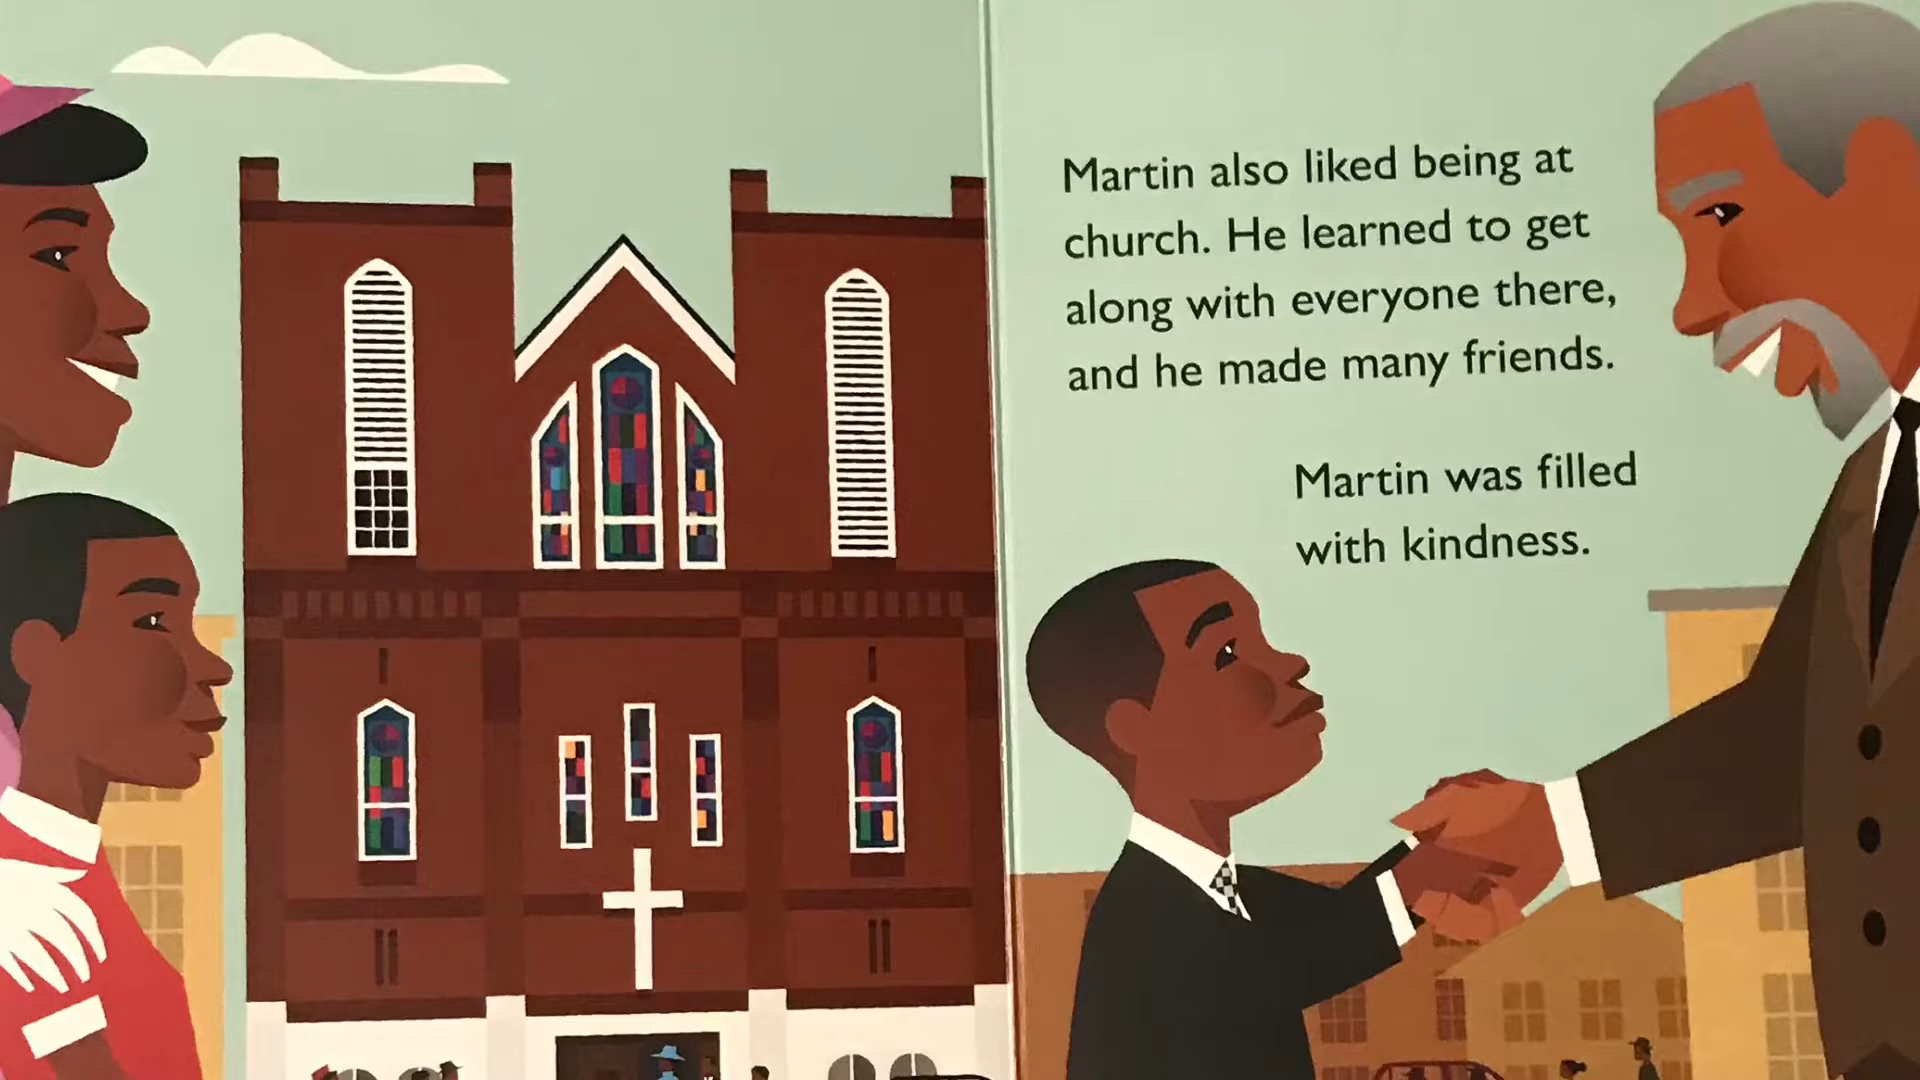 Martin also liked being at
church. He learned to get
along with everyone there,
and he made many friends.
Martin was filled
with kindness.